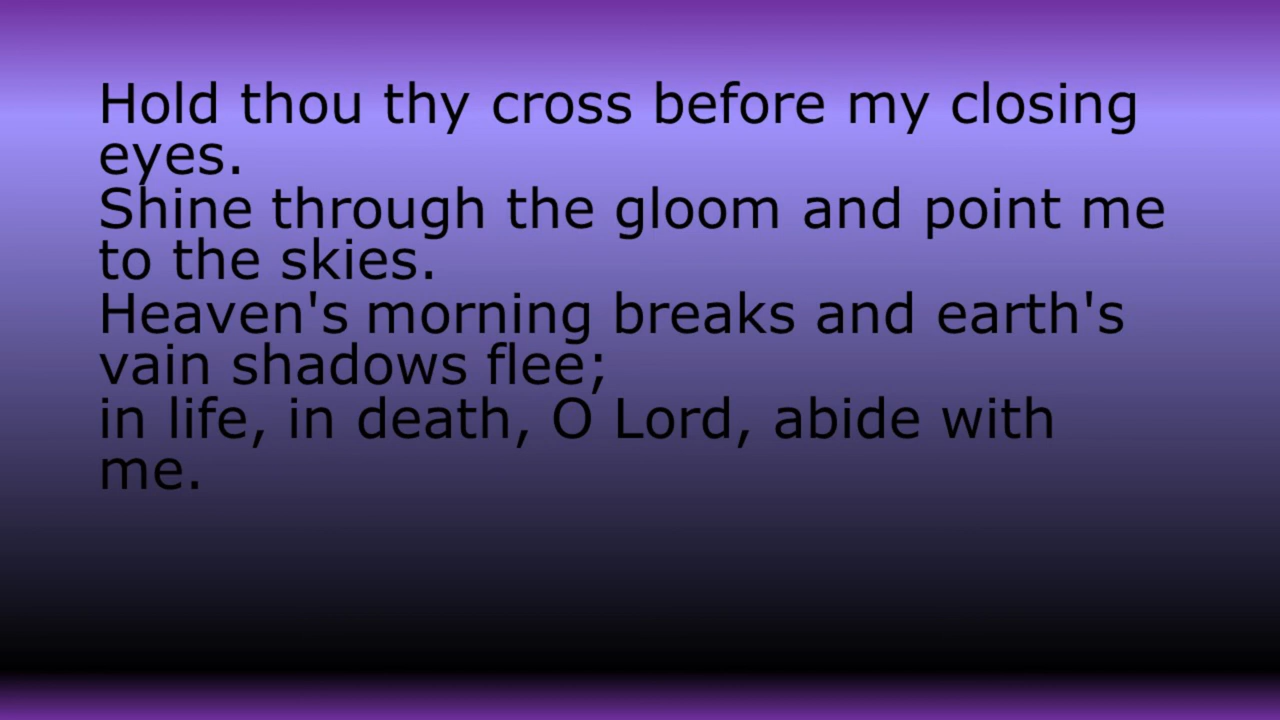 Hold thou thy cross before my closing
eyes.
Shine through the gloom and point me
to the skies.
Heaven's morning breaks and earth's
vain shadows flee;
in life, in death, O Lord, abide with
me.